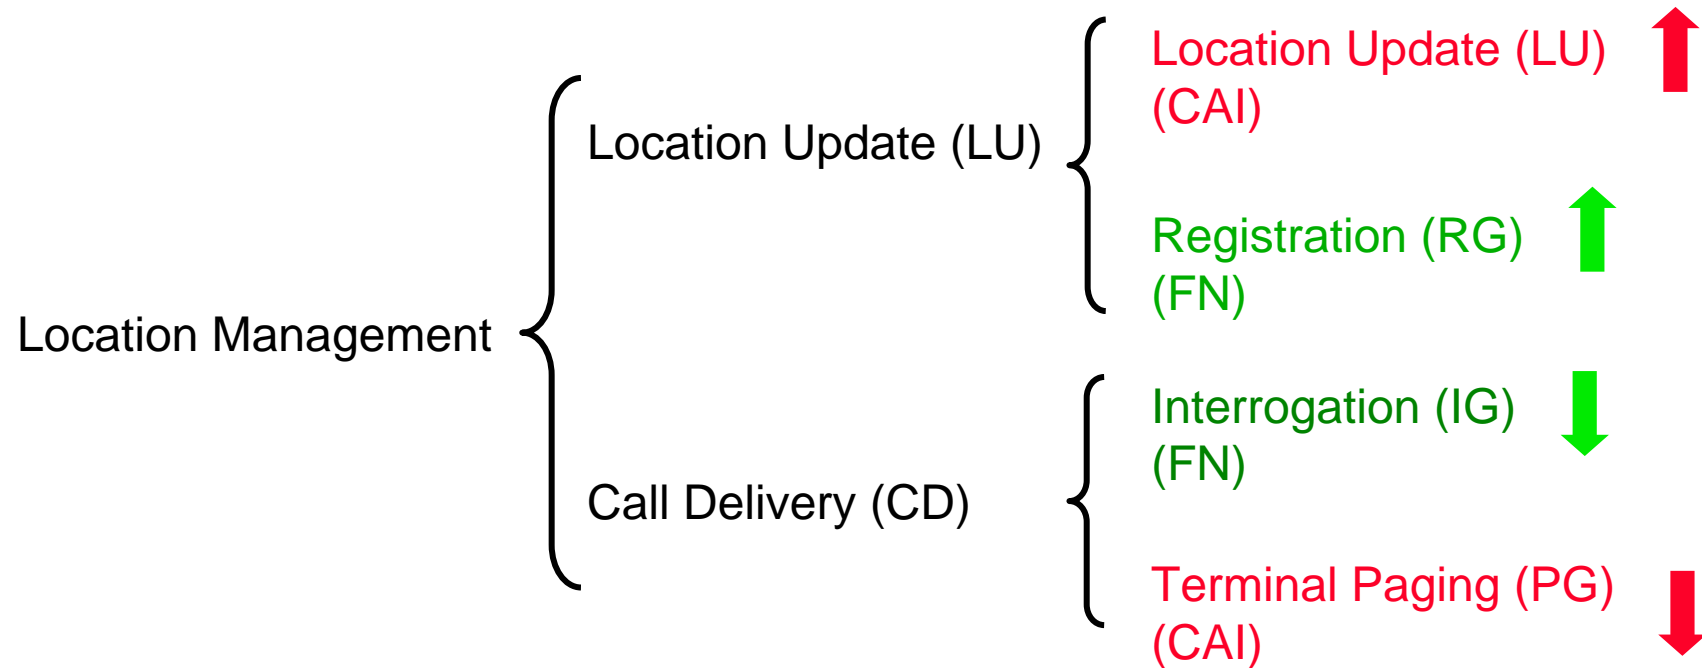 Location Management
Location Update (LU)
Location Update (LU)
(CAI)
Registration (RG)
(FN)
Call Delivery (CD)
Interrogation (IG)
(FN)
Terminal Paging (PG)
(CAI)